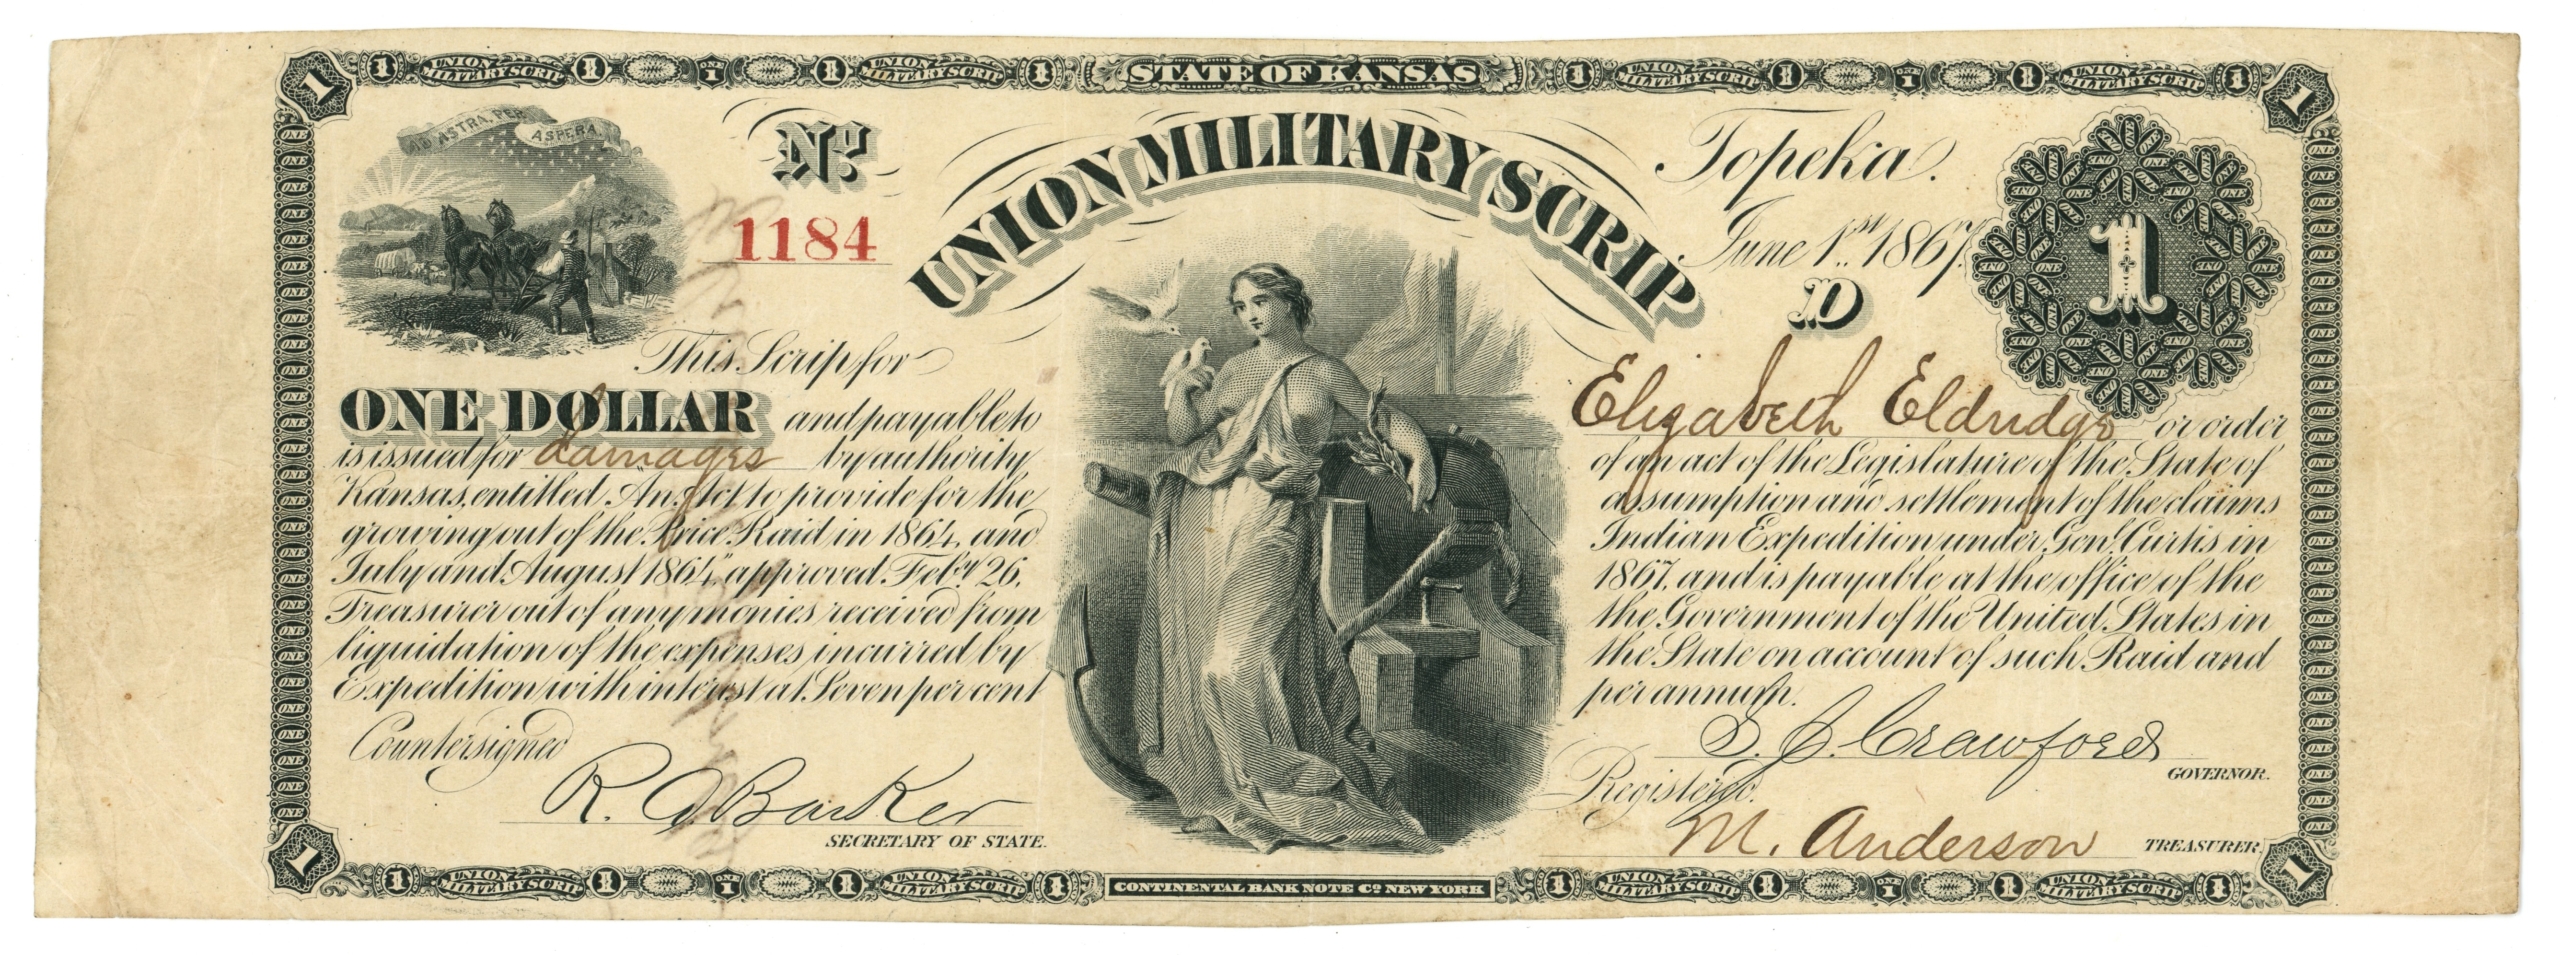 STATE OF KANSAS
AD ASTRA PER ASPERA
No.
1184
UNION MILITARY SCRIP
Topeka.
June 1st. 1867.
D
1
This Scrip for
ONE DOLLAR and payable to Elizabeth Eldridge or order
is issued for damages by authority of an act of the Legislature of the State of
Kansas, entitled "An Act to provide for the assumption and settlement of the claims
growing out of the Price Raid in 1864, and Indian Expedition under Genl. Curtis in
July and August 1864," approved Feby. 26, 1867, and is payable at the office of the
Treasurer out of any monies received from the Government of the United States in
liquidation of the expenses incurred by the State on account of such Raid and
Expedition with interest at Seven per cent per annum.
Countersigned
R. A. Barker
SECRETARY OF STATE.
S. J. Crawford
GOVERNOR.
Registered.
M. Anderson
TREASURER.
CONTINENTAL BANK NOTE Co. NEW YORK